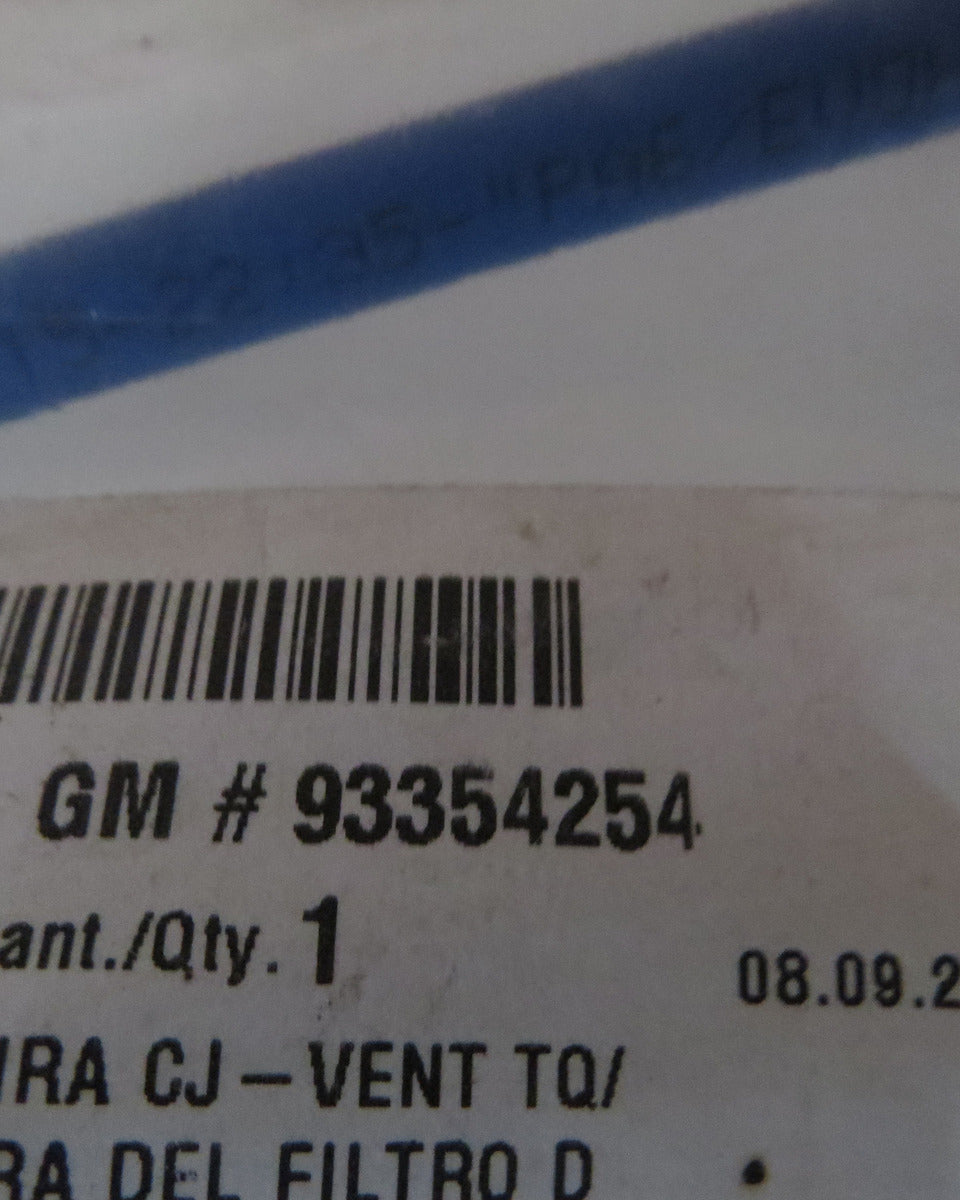 GM # 93354254
ant./Qty. 1
08.09.2
IRA CJ – VENT TQ/
RA DEL FILTRO D